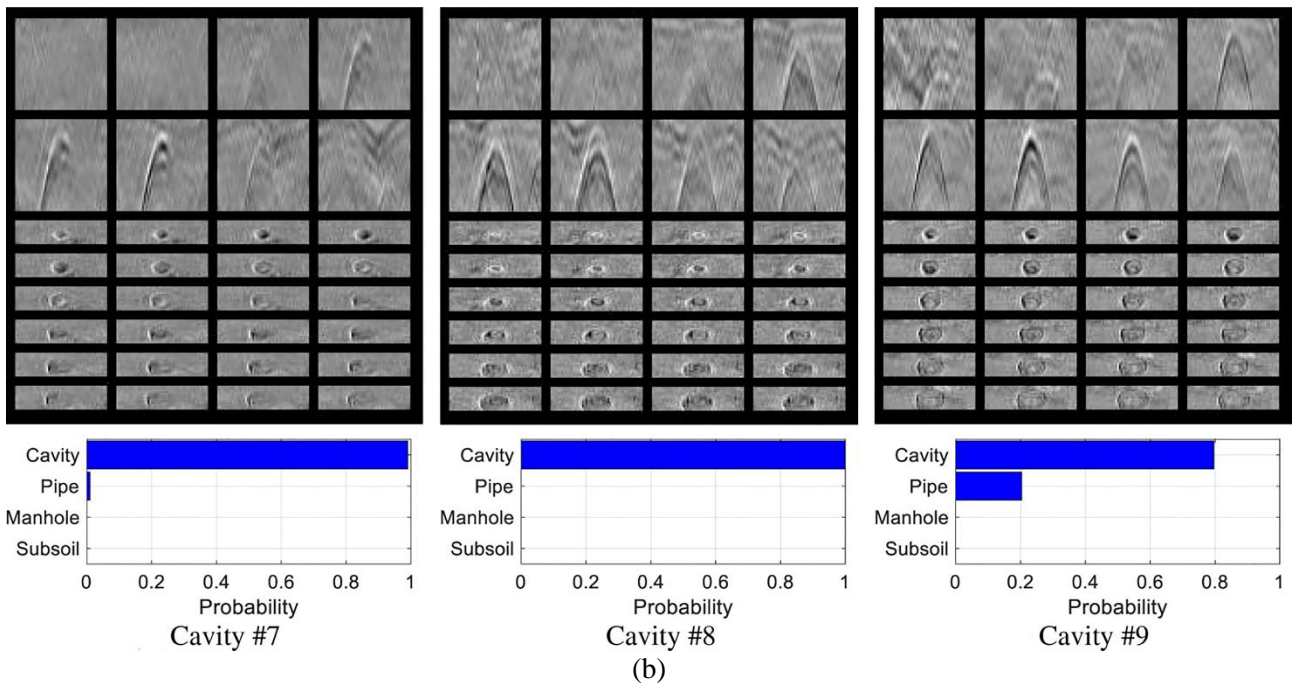 Cavity
Pipe
Manhole
Subsoil
0 0.2 0.4 0.6 0.8 1
Probability
Cavity #7
Cavity
Pipe
Manhole
Subsoil
0 0.2 0.4 0.6 0.8 1
Probability
Cavity #8
Cavity
Pipe
Manhole
Subsoil
0 0.2 0.4 0.6 0.8 1
Probability
Cavity #9
(b)